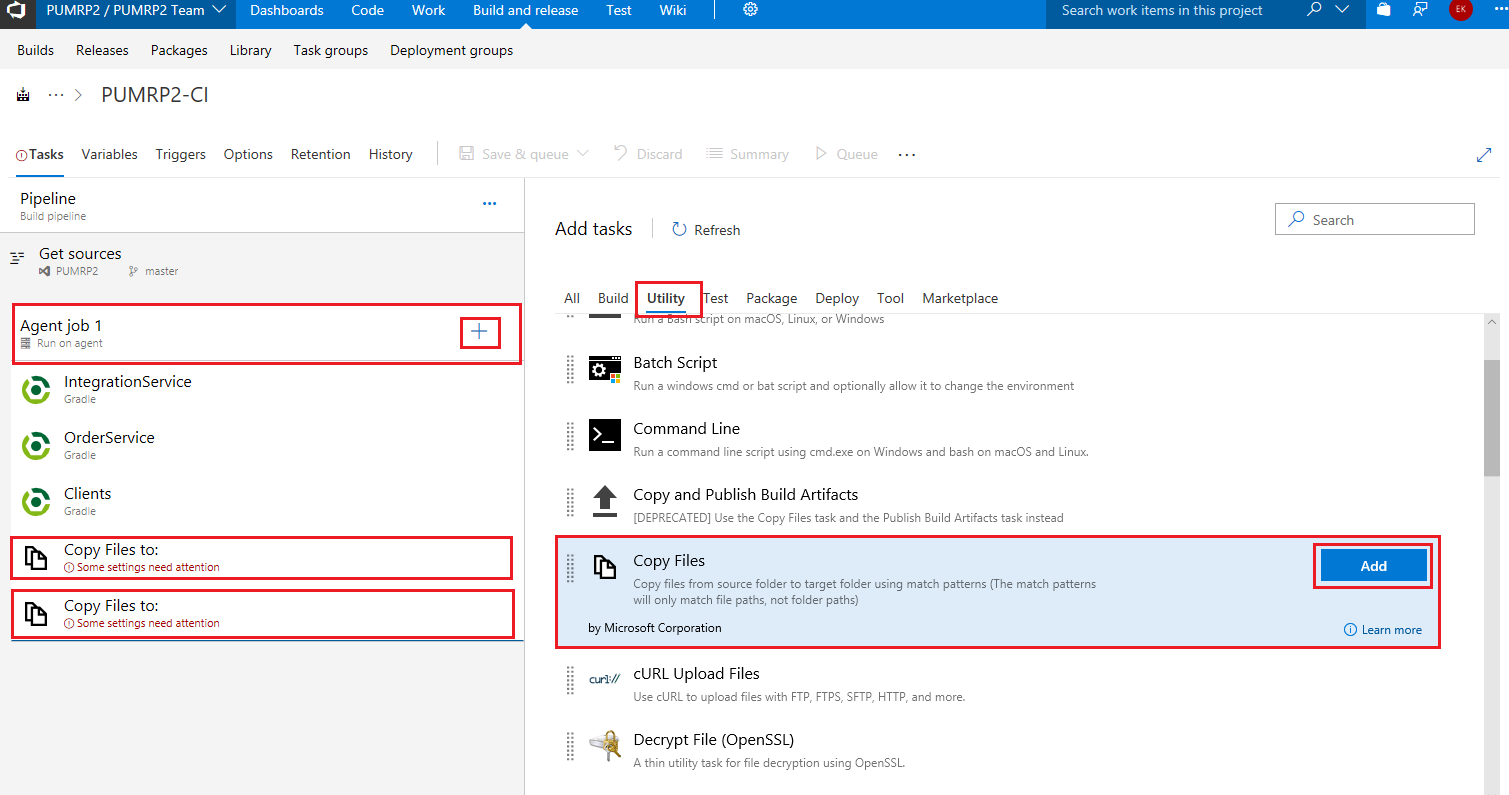 PUMRP2 / PUMRP2 Team Dashboards Code Work Build and release Test Wiki Search work items in this project EK
Builds Releases Packages Library Task groups Deployment groups
... > PUMRP2-CI
Tasks Variables Triggers Options Retention History Save & queue Discard Summary Queue ...
Pipeline
Build pipeline
...
Get sources
PUMRP2 master
Agent job 1
Run on agent
IntegrationService
Gradle
OrderService
Gradle
Clients
Gradle
Copy Files to:
Some settings need attention
Copy Files to:
Some settings need attention
Add tasks Refresh Search
All Build Utility Test Package Deploy Tool Marketplace
Run a Bash script on macOS, Linux, or Windows
Batch Script
Run a windows cmd or bat script and optionally allow it to change the environment
Command Line
Run a command line script using cmd.exe on Windows and bash on macOS and Linux.
Copy and Publish Build Artifacts
[DEPRECATED] Use the Copy Files task and the Publish Build Artifacts task instead
Copy Files
Add
Copy files from source folder to target folder using match patterns (The match patterns
will only match file paths, not folder paths)
by Microsoft Corporation
Learn more
curl://
cURL Upload Files
Use cURL to upload files with FTP, FTPS, SFTP, HTTP, and more.
Decrypt File (OpenSSL)
A thin utility task for file decryption using OpenSSL.